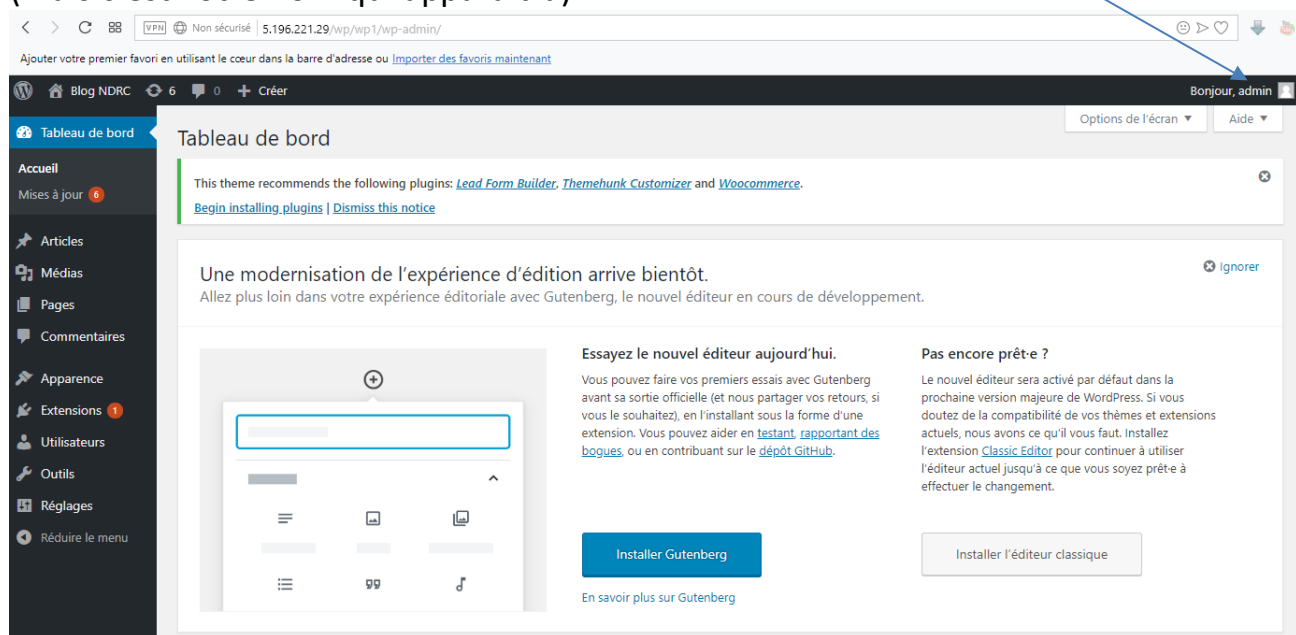 VPN Non sécurisé 5.196.221.29/wp/wp1/wp-admin/
Ajouter votre premier favori en utilisant le cœur dans la barre d'adresse ou Importer des favoris maintenant
Blog NDRC 6 0 + Créer
Bonjour, admin
Tableau de bord
Accueil
Mises à jour 6
Articles
Médias
Pages
Commentaires
Apparence
Extensions 1
Utilisateurs
Outils
Réglages
Réduire le menu
Options de l'écran ▼
Aide ▼
Tableau de bord
This theme recommends the following plugins: Lead Form Builder, Themehunk Customizer and Woocommerce.
Begin installing plugins | Dismiss this notice
Une modernisation de l'expérience d'édition arrive bientôt.
Ignorer
Allez plus loin dans votre expérience éditoriale avec Gutenberg, le nouvel éditeur en cours de développement.
Essayez le nouvel éditeur aujourd'hui.
Vous pouvez faire vos premiers essais avec Gutenberg
avant sa sortie officielle (et nous partager vos retours, si
vous le souhaitez), en l'installant sous la forme d'une
extension. Vous pouvez aider en testant, rapportant des
bogues, ou en contribuant sur le dépôt GitHub.
Installer Gutenberg
En savoir plus sur Gutenberg
Pas encore prêt·e ?
Le nouvel éditeur sera activé par défaut dans la
prochaine version majeure de WordPress. Si vous
doutez de la compatibilité de vos thèmes et extensions
actuels, nous avons ce qu'il vous faut. Installez
l'extension Classic Editor pour continuer à utiliser
l'éditeur actuel jusqu'à ce que vous soyez prêt·e à
effectuer le changement.
Installer l'éditeur classique